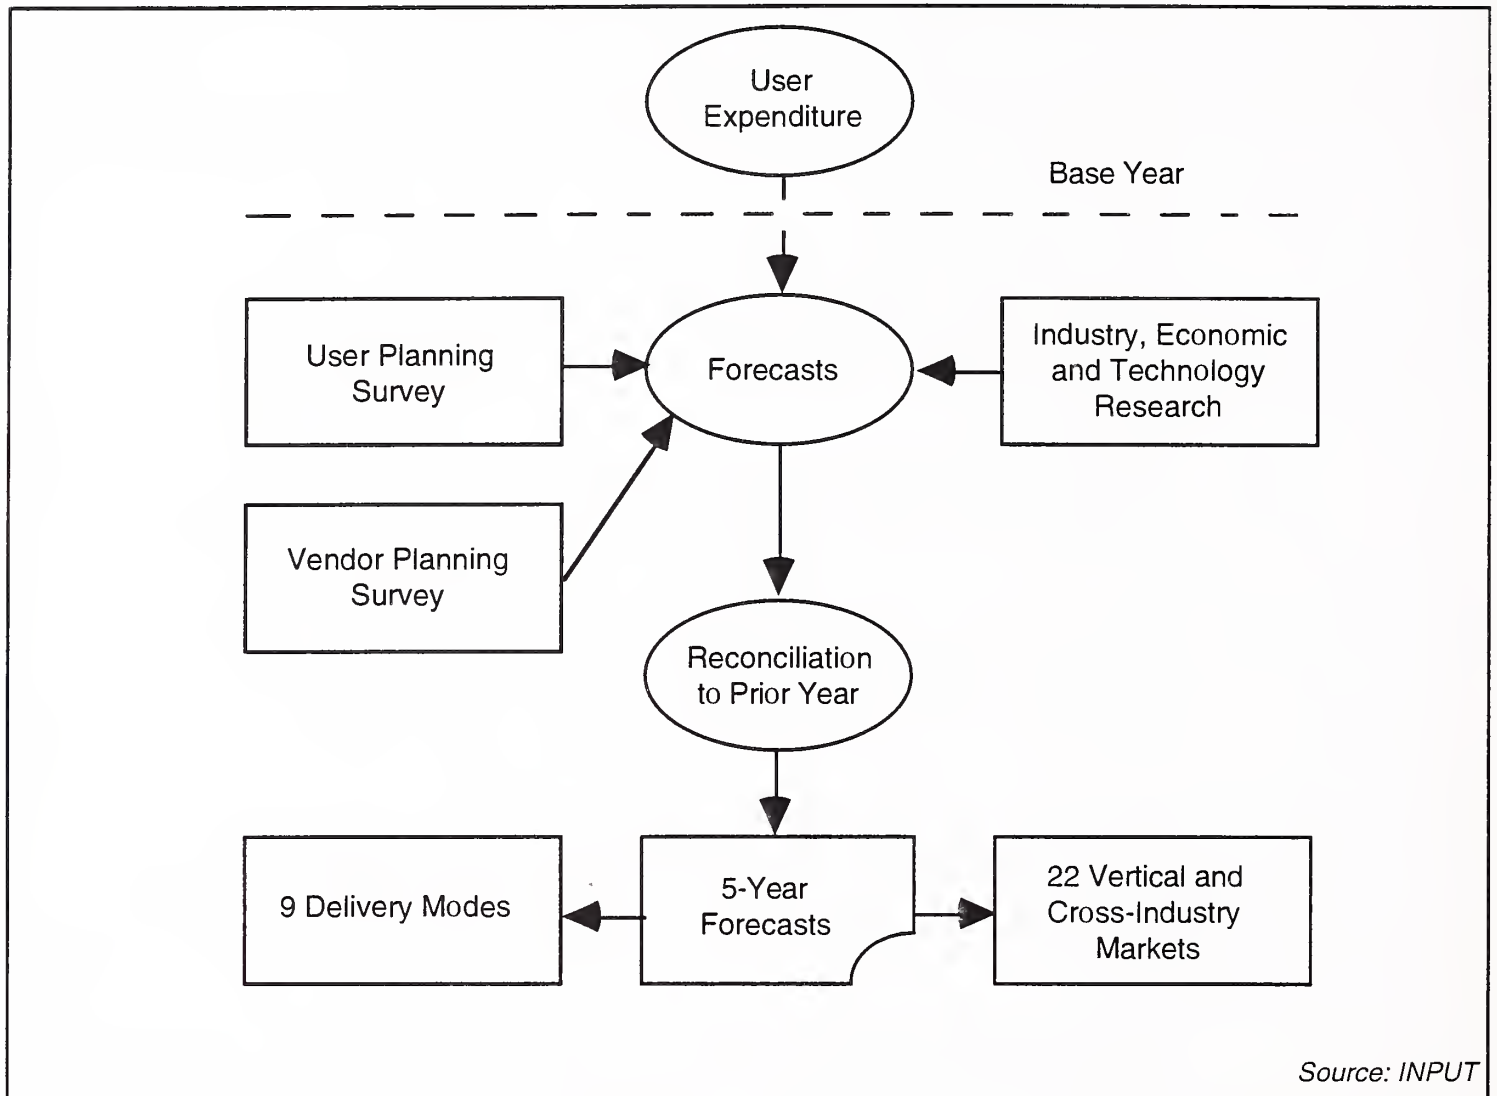 User
Expenditure
Base Year
User Planning
Survey
Forecasts
Industry, Economic
and Technology
Research
Vendor Planning
Survey
Reconciliation
to Prior Year
9 Delivery Modes
5-Year
Forecasts
22 Vertical and
Cross-Industry
Markets
Source: INPUT